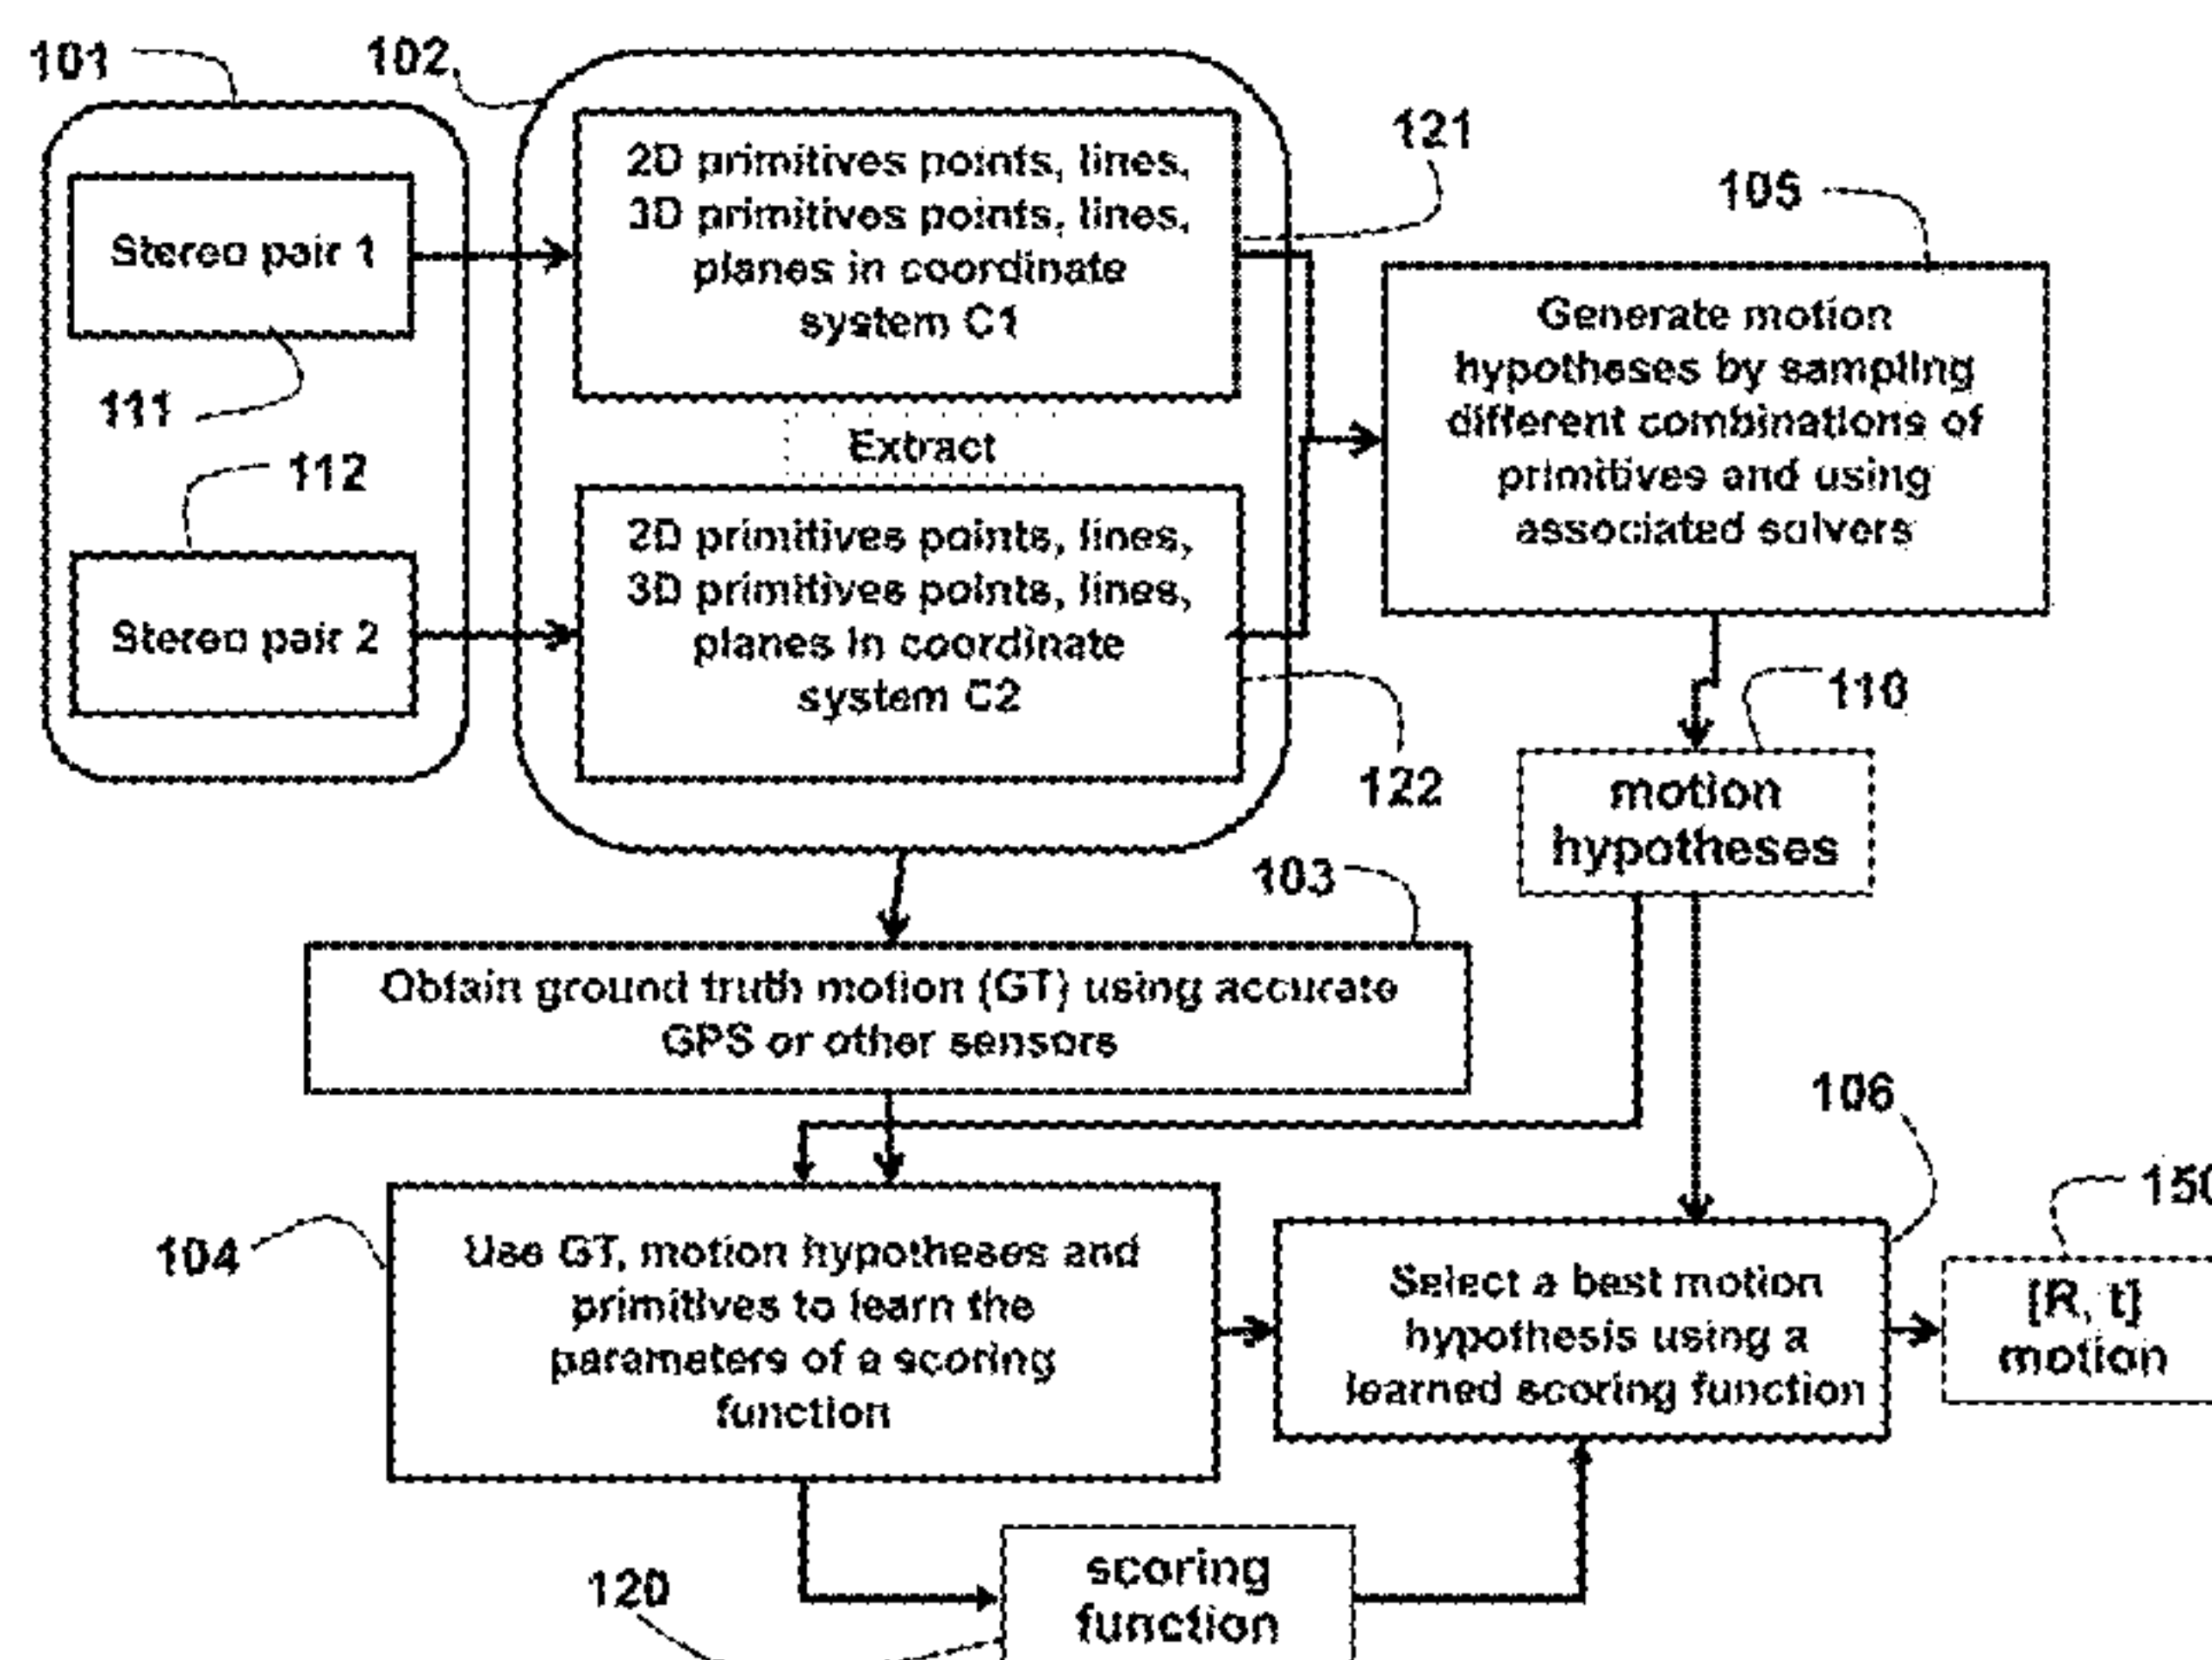 101
102
Stereo pair 1
111
112
Stereo pair 2
2D primitives points, lines,
3D primitives points, lines,
planes in coordinate
system C1
121
Extract
2D primitives points, lines,
3D primitives points, lines,
planes in coordinate
system C2
122
105
Generate motion
hypotheses by sampling
different combinations of
primitives and using
associated solvers
110
motion
hypotheses
103
Obtain ground truth motion (GT) using accurate
GPS or other sensors
104
Use GT, motion hypotheses and
primitives to learn the
parameters of a scoring
function
106
Select a best motion
hypothesis using a
learned scoring function
150
[R, t]
motion
120
scoring
function